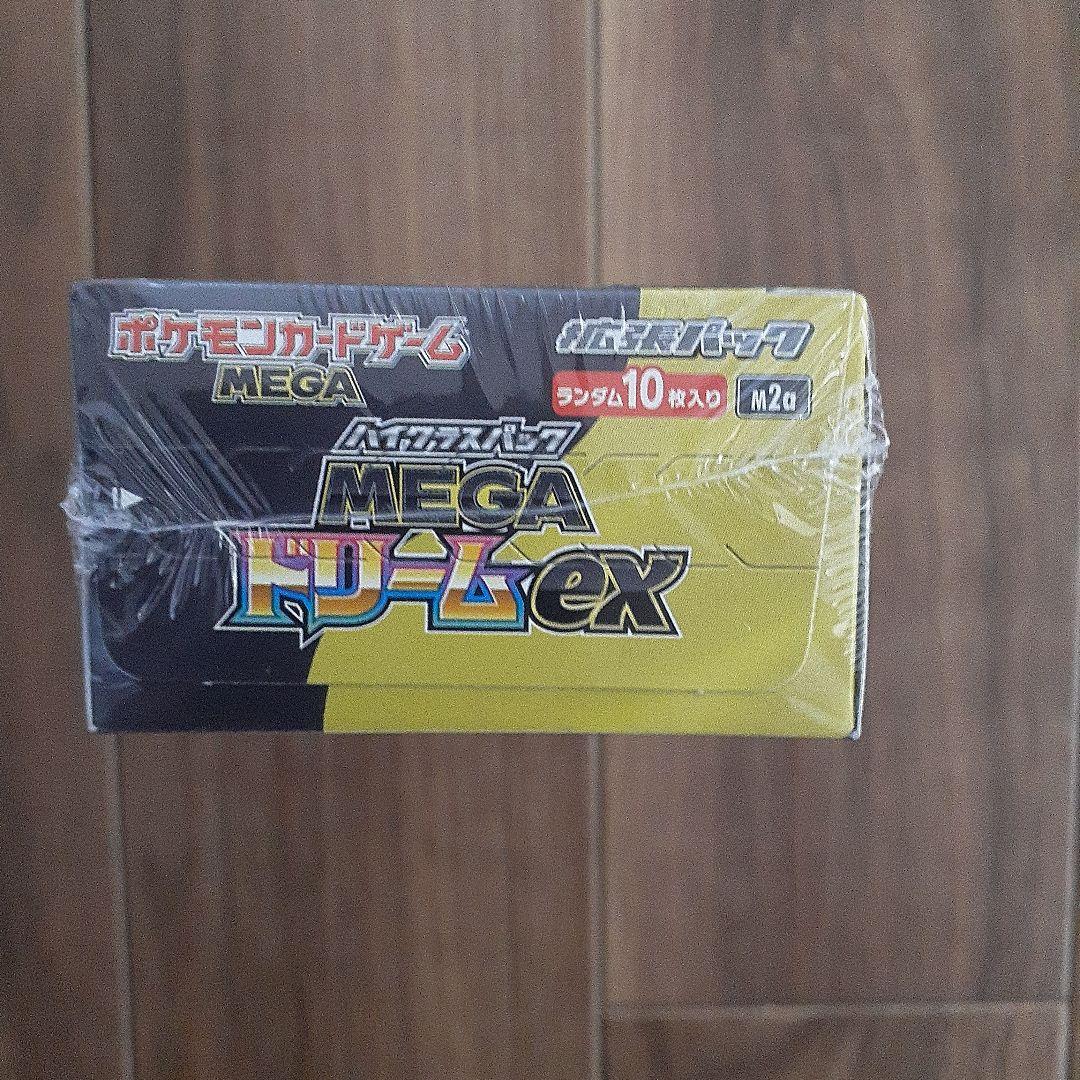 ポケモンカードゲーム
MEGA
拡張パック
ランダム10枚入り
M2a
ハイクラスパック
MEGA
ドリームex